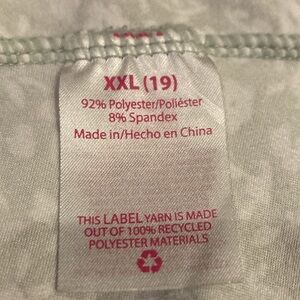 XXL (19)
92% Polyester/Poliéster
8% Spandex
Made in/Hecho en China
THIS LABEL YARN IS MADE
OUT OF 100% RECYCLED
POLYESTER MATERIALS